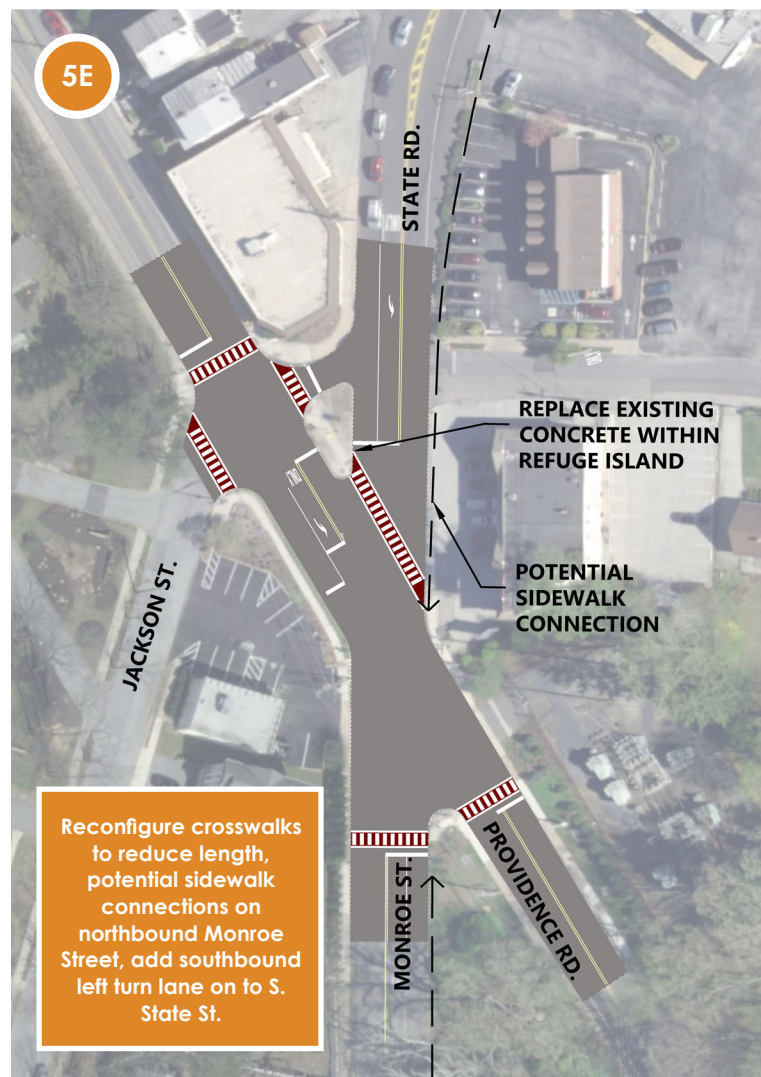 5E
STATE RD.
REPLACE EXISTING
CONCRETE WITHIN
REFUGE ISLAND
POTENTIAL
SIDEWALK
CONNECTION
JACKSON ST.
Reconfigure crosswalks
to reduce length,
potential sidewalk
connections on
northbound Monroe
Street, add southbound
left turn lane on to S.
State St.
MONROE ST.
PROVIDENCE RD.